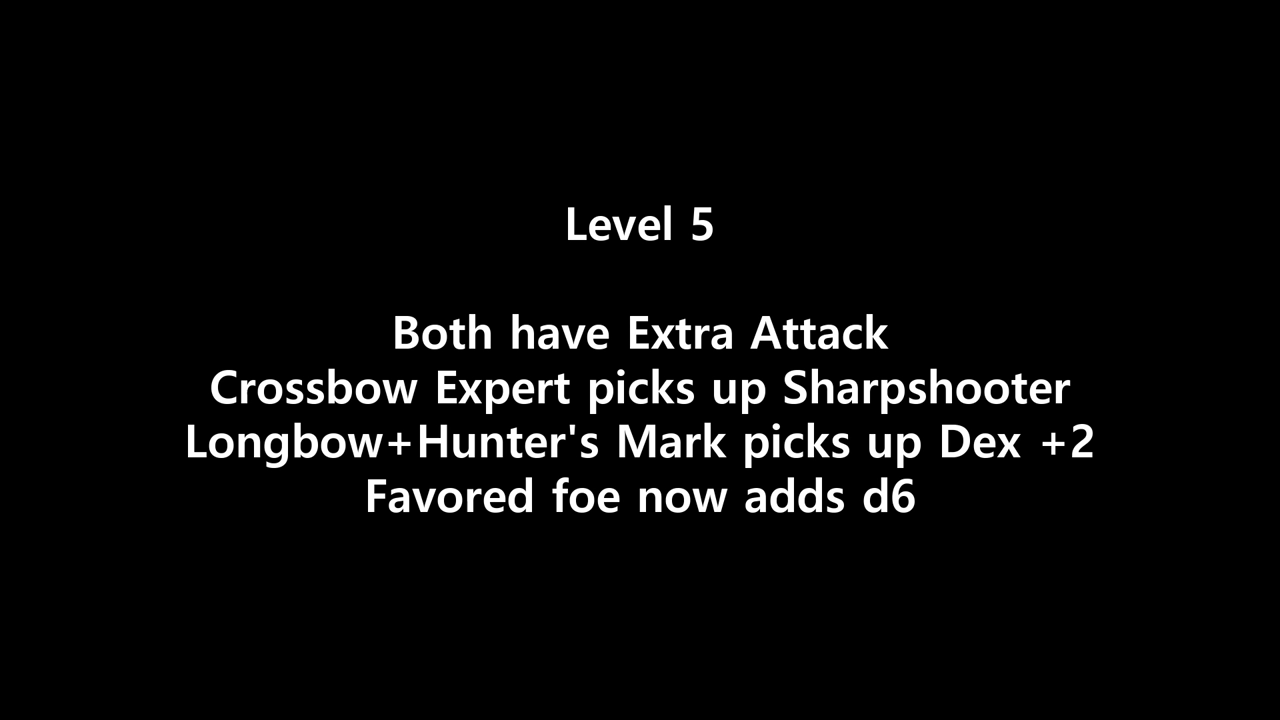 Level 5
Both have Extra Attack
Crossbow Expert picks up Sharpshooter
Longbow+Hunter's Mark picks up Dex +2
Favored foe now adds d6